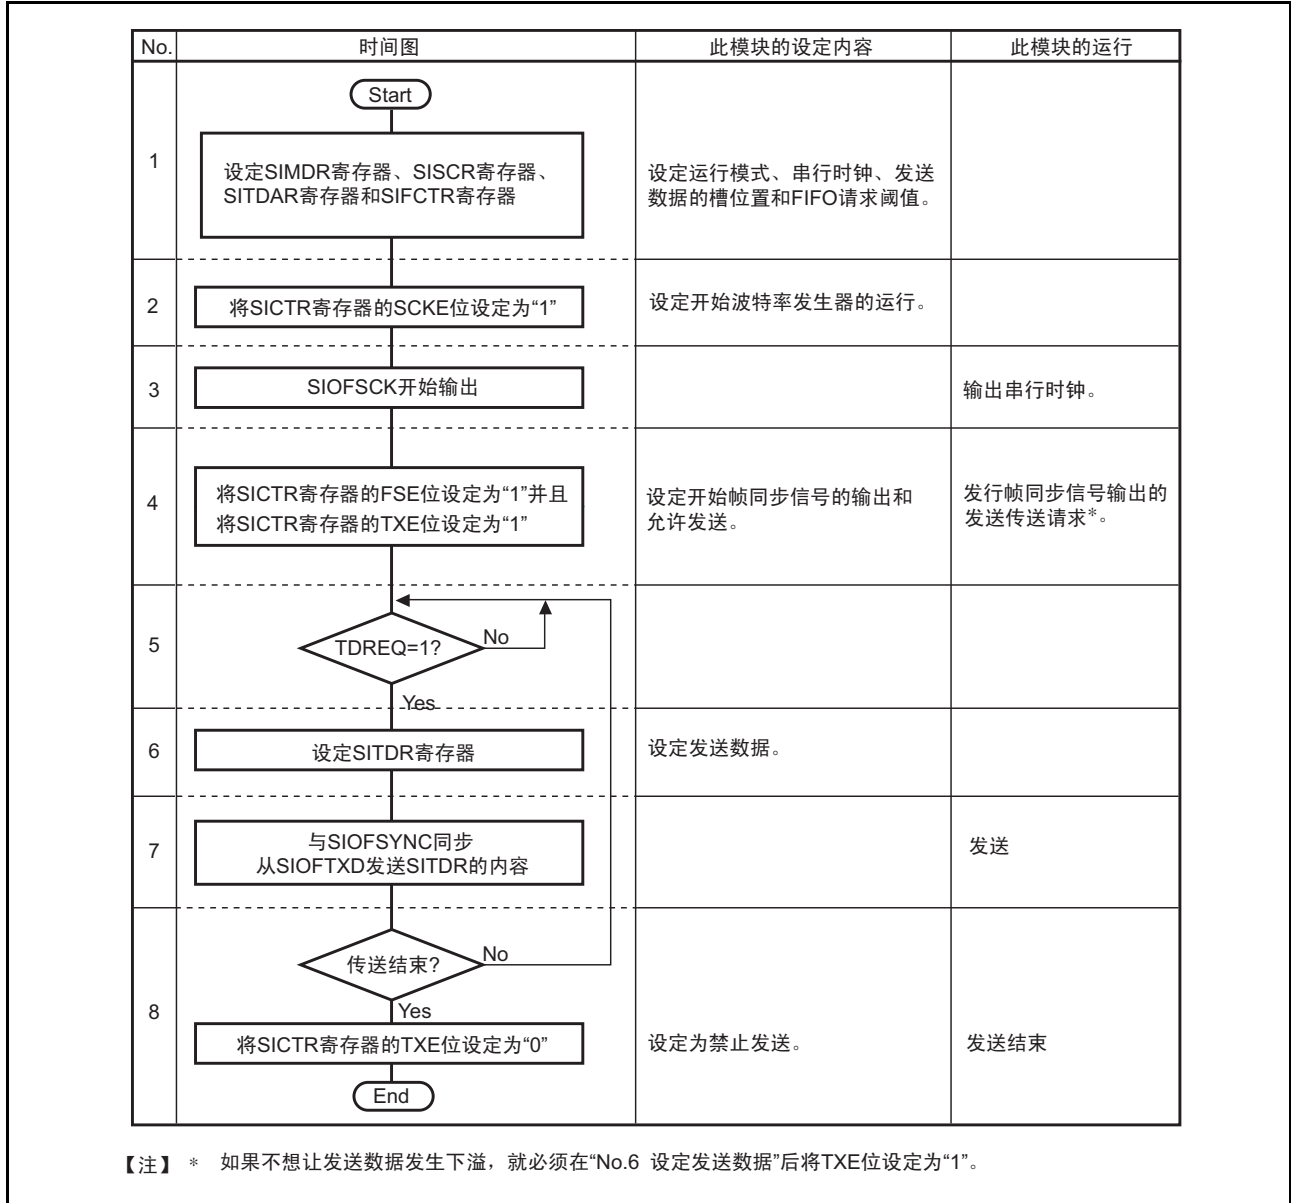 No.
时间图
此模块的设定内容
此模块的运行
Start
1
设定SIMDR寄存器、SISCR寄存器、
SITDAR寄存器和SIFCTR寄存器
设定运行模式、串行时钟、发送
数据的槽位置和FIFO请求阈值。
2
将SICTR寄存器的SCKE位设定为“1”
设定开始波特率发生器的运行。
3
SIOFSCK开始输出
输出串行时钟。
4
将SICTR寄存器的FSE位设定为“1”并且
将SICTR寄存器的TXE位设定为“1”
设定开始帧同步信号的输出和
允许发送。
发行帧同步信号输出的
发送传送请求*。
5
TDREQ=1?
No
Yes
6
设定SITDR寄存器
设定发送数据。
7
与SIOFSYNC同步
从SIOFTXD发送SITDR的内容
发送
8
传送结束?
No
Yes
将SICTR寄存器的TXE位设定为“0”
设定为禁止发送。
发送结束
End
【注】 * 如果不想让发送数据发生下溢，就必须在“No.6 设定发送数据”后将TXE位设定为“1”。